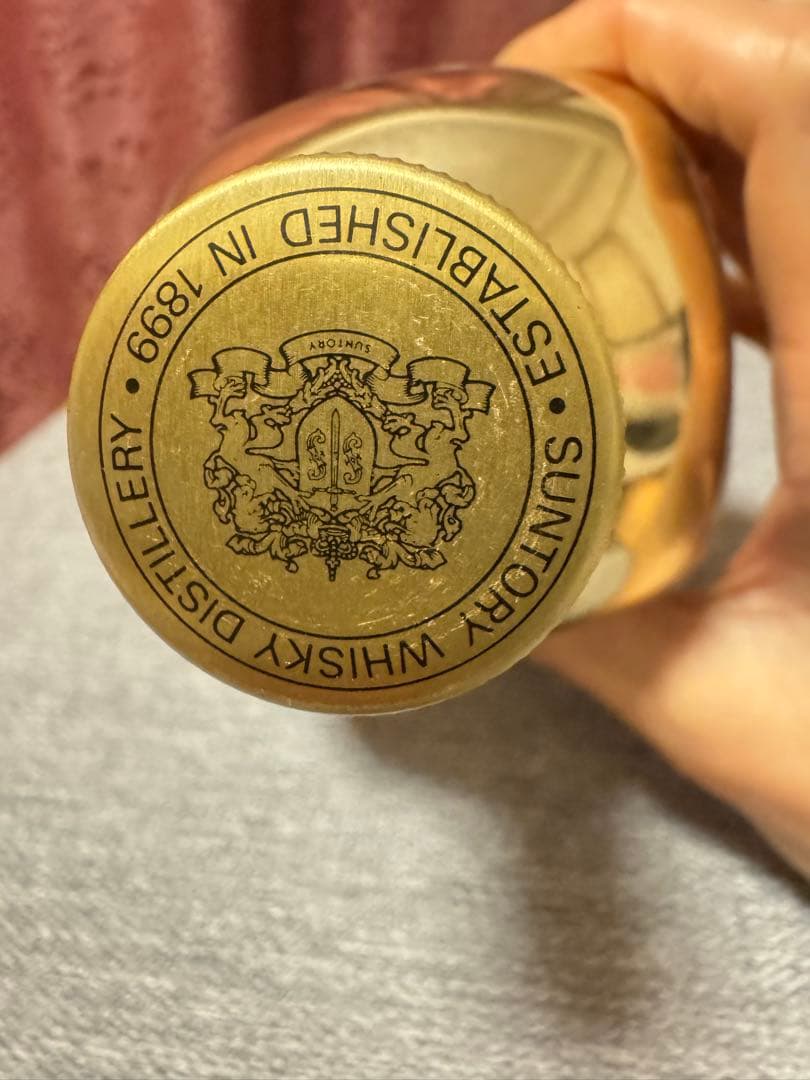 SUNTORY WHISKY DISTILLERY • ESTABLISHED IN 1899 •
SUNTORY